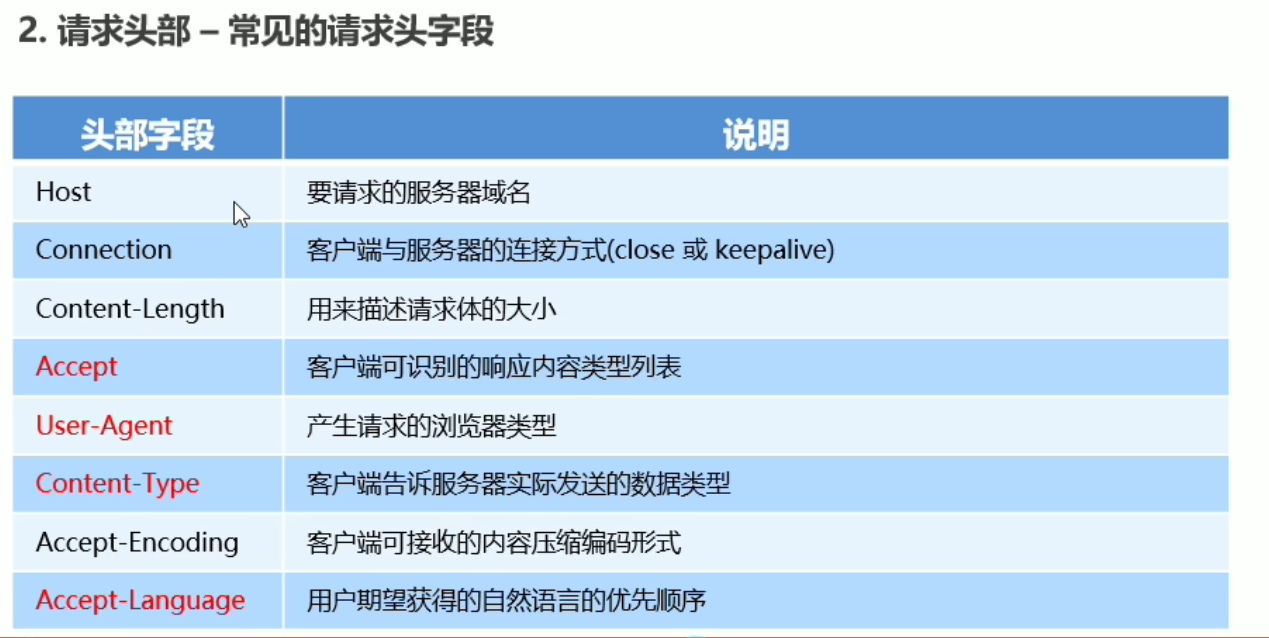 2. 请求头部 – 常见的请求头字段
头部字段 说明
Host 要请求的服务器域名
Connection 客户端与服务器的连接方式(close 或 keepalive)
Content-Length 用来描述请求体的大小
Accept 客户端可识别的响应内容类型列表
User-Agent 产生请求的浏览器类型
Content-Type 客户端告诉服务器实际发送的数据类型
Accept-Encoding 客户端可接收的内容压缩编码形式
Accept-Language 用户期望获得的自然语言的优先顺序